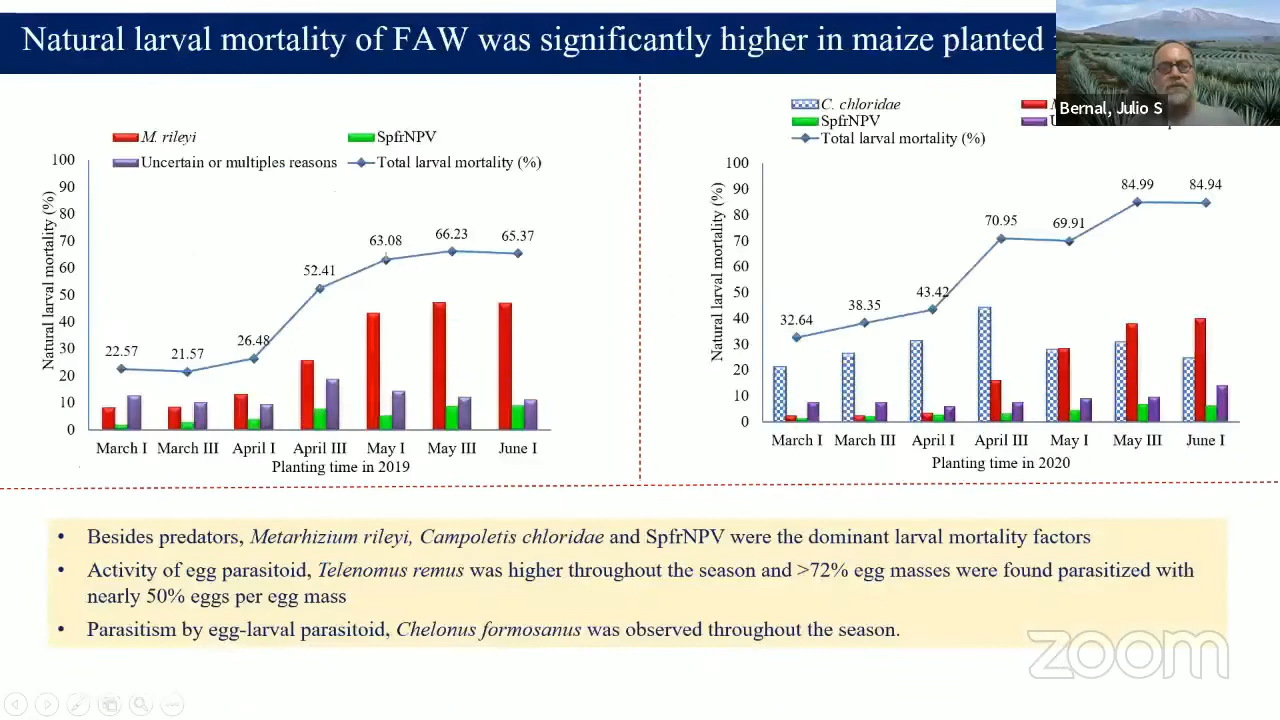 Natural larval mortality of FAW was significantly higher in maize planted
Bernal, Julio S
M. rileyi
SpfrNPV
Uncertain or multiples reasons
Total larval mortality (%)
Natural larval mortality (%)
100
90
80
70
60
50
40
30
20
10
0
22.57
21.57
26.48
52.41
63.08
66.23
65.37
March I
March III
April I
April III
May I
May III
June I
Planting time in 2019
C. chloridae
SpfrNPV
Total larval mortality (%)
Natural larval mortality (%)
100
90
80
70
60
50
40
30
20
10
0
32.64
38.35
43.42
70.95
69.91
84.99
84.94
March I
March III
April I
April III
May I
May III
June I
Planting time in 2020
• Besides predators, Metarhizium rileyi, Campoletis chloridae and SpfrNPV were the dominant larval mortality factors
• Activity of egg parasitoid, Telenomus remus was higher throughout the season and >72% egg masses were found parasitized with
nearly 50% eggs per egg mass
• Parasitism by egg-larval parasitoid, Chelonus formosanus was observed throughout the season.
zoom